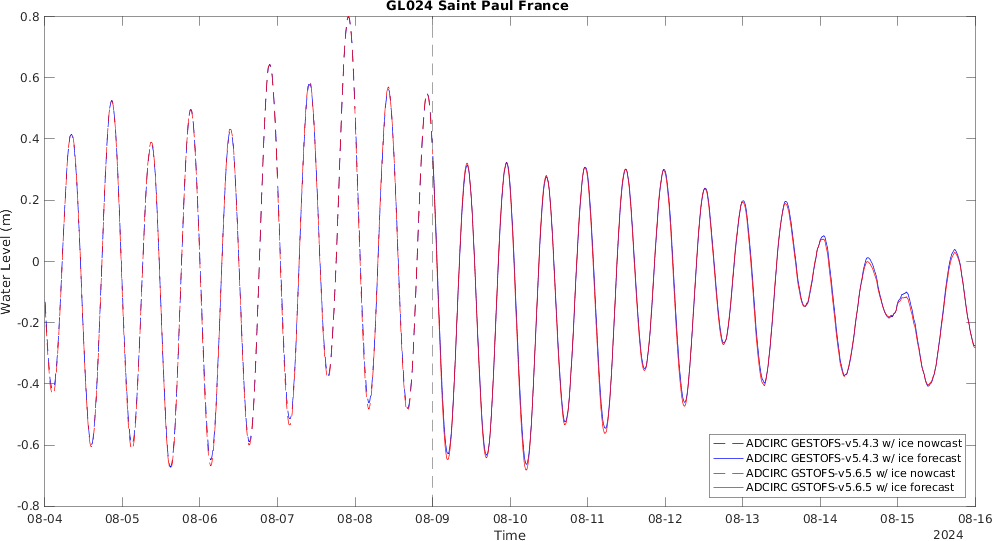 GL024 Saint Paul France
0.8
0.6
0.4
0.2
0
-0.2
-0.4
-0.6
-0.8
Water Level (m)
ADCIRC GESTOFS-v5.4.3 w/ ice nowcast
ADCIRC GESTOFS-v5.4.3 w/ ice forecast
ADCIRC GSTOFS-v5.6.5 w/ ice nowcast
ADCIRC GSTOFS-v5.6.5 w/ ice forecast
08-04 08-05 08-06 08-07 08-08 08-09 08-10 08-11 08-12 08-13 08-14 08-15 08-16
Time
2024